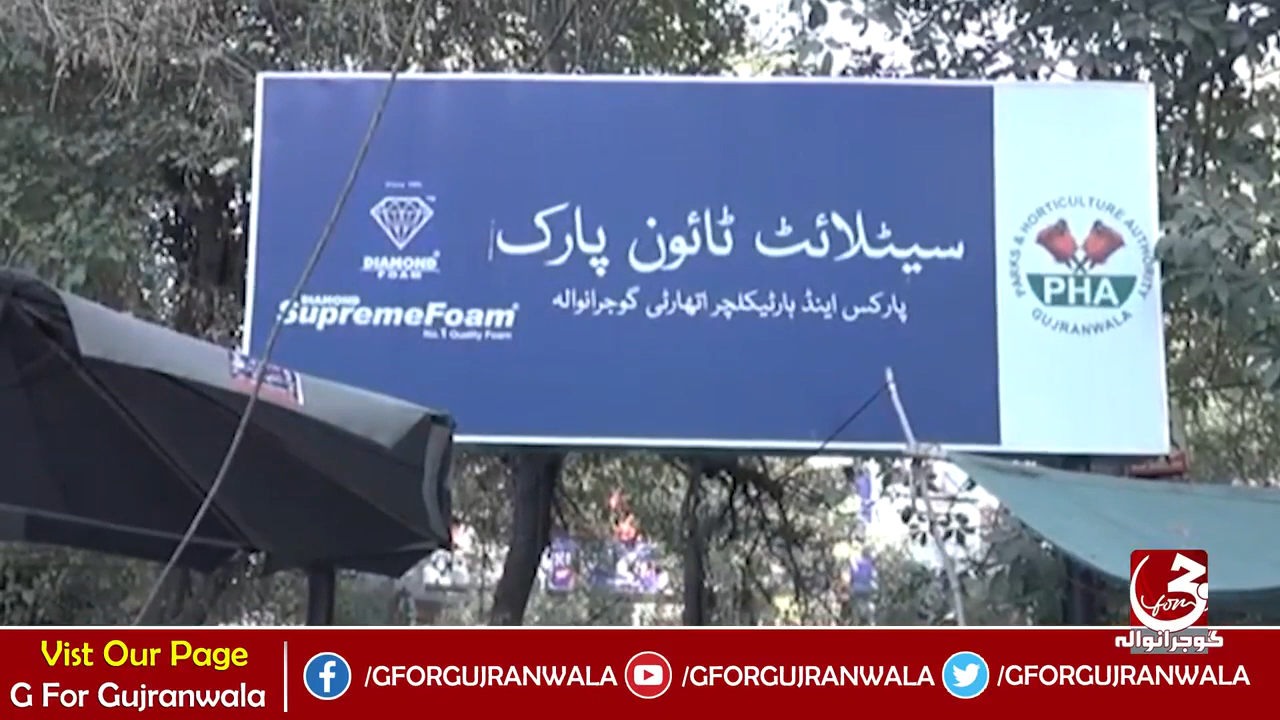 سیٹلائٹ ٹائون پارک
پارکس اینڈ ہارٹیکلچر اتھارٹی گوجرانوالہ
DIAMOND
FOAM
DIAMOND
SupremeFoam
No.1 Quality Foam
PARKS & HORTICULTURE AUTHORITY
PHA
GUJRANWALA
گوجرانوالہ
Vist Our Page
G For Gujranwala
/GFORGUJRANWALA
/GFORGUJRANWALA
/GFORGUJRANWALA